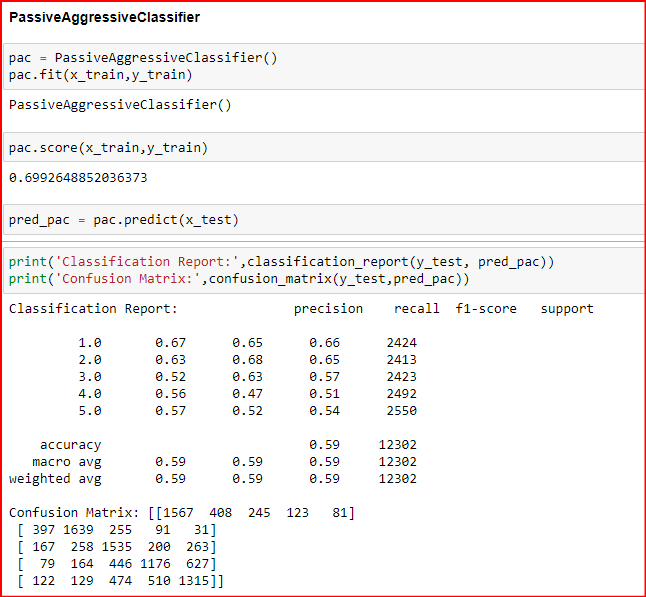 PassiveAggressiveClassifier
pac = PassiveAggressiveClassifier()
pac.fit(x_train,y_train)
PassiveAggressiveClassifier()
pac.score(x_train,y_train)
0.6992648852036373
pred_pac = pac.predict(x_test)
print('Classification Report:',classification_report(y_test, pred_pac))
print('Confusion Matrix:',confusion_matrix(y_test,pred_pac))
Classification Report:               precision    recall  f1-score   support
         1.0       0.67      0.65      0.66      2424
         2.0       0.63      0.68      0.65      2413
         3.0       0.52      0.63      0.57      2423
         4.0       0.56      0.47      0.51      2492
         5.0       0.57      0.52      0.54      2550
    accuracy                           0.59     12302
   macro avg       0.59      0.59      0.59     12302
weighted avg       0.59      0.59      0.59     12302
Confusion Matrix: [[1567  408  245  123   81]
 [ 397 1639  255   91   31]
 [ 167  258 1535  200  263]
 [  79  164  446 1176  627]
 [ 122  129  474  510 1315]]